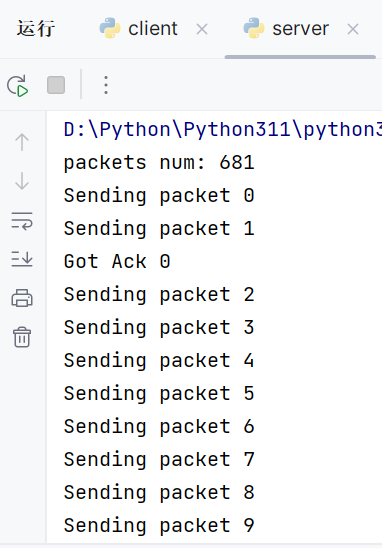 运行 client server
D:\Python\Python311\python3
packets num: 681
Sending packet 0
Sending packet 1
Got Ack 0
Sending packet 2
Sending packet 3
Sending packet 4
Sending packet 5
Sending packet 6
Sending packet 7
Sending packet 8
Sending packet 9